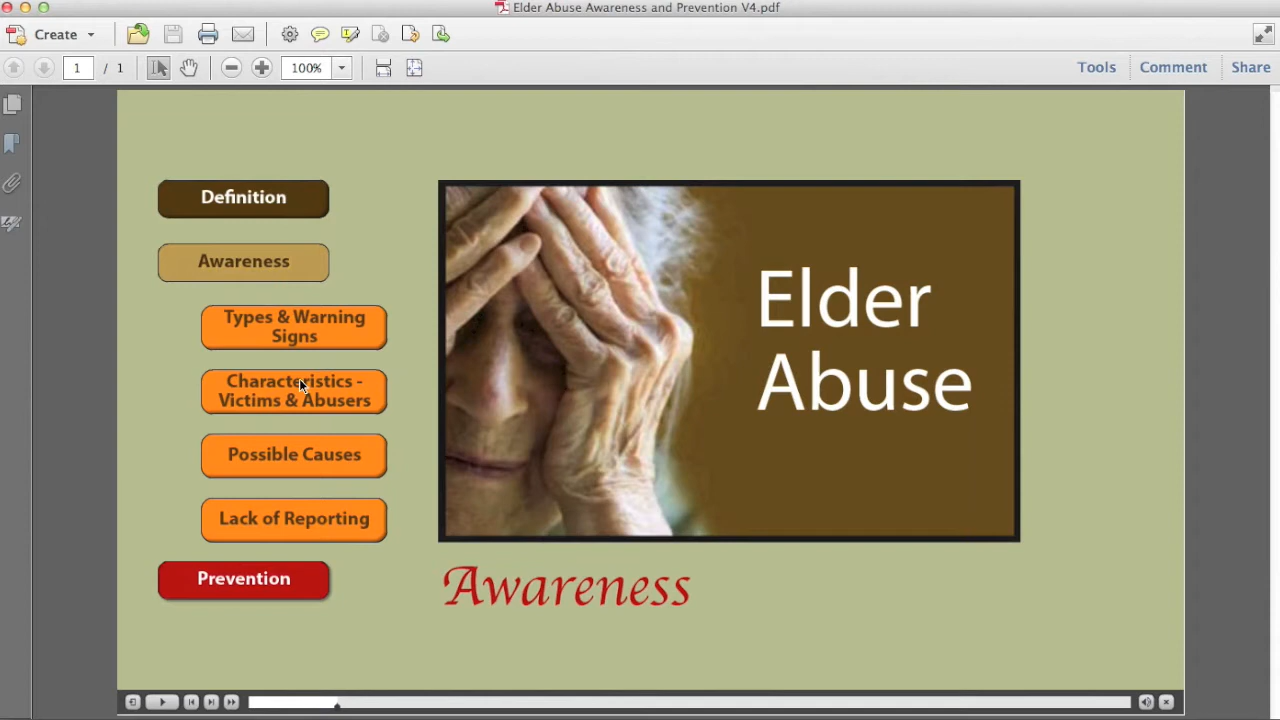 Elder Abuse Awareness and Prevention V4.pdf
Create
1 / 1
100%
Tools
Comment
Share
Definition
Awareness
Types & Warning
Signs
Characteristics -
Victims & Abusers
Possible Causes
Lack of Reporting
Prevention
Elder
Abuse
Awareness